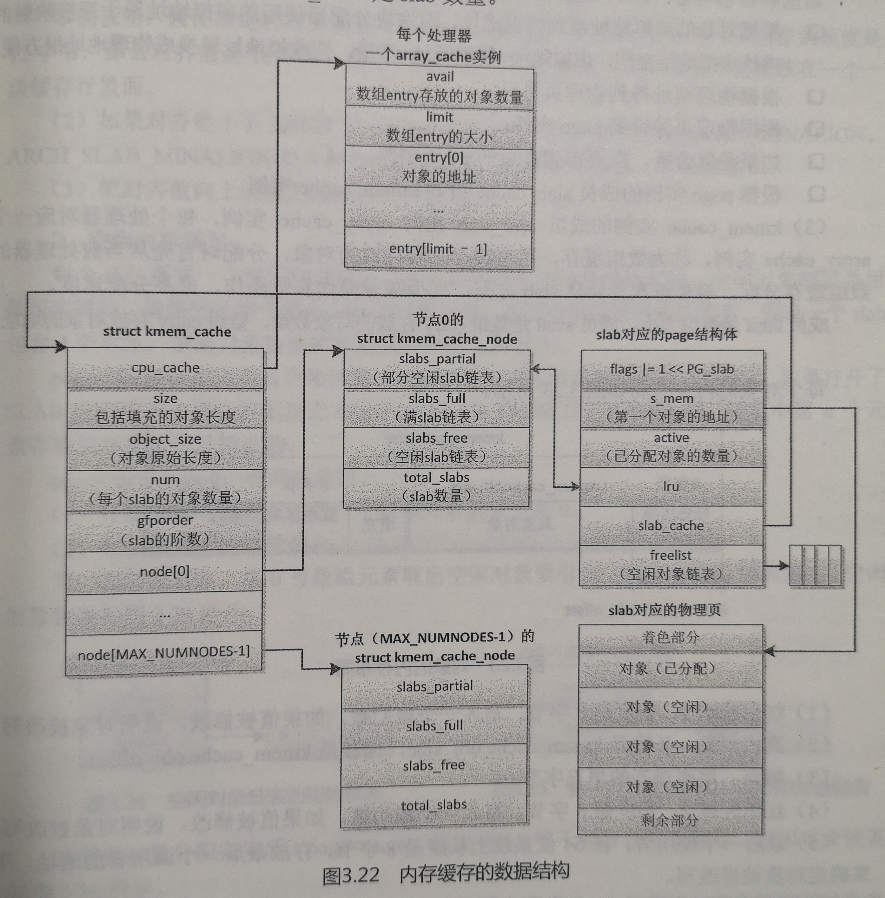 是 slab 数量。
每个处理器
一个array_cache实例
avail
数组entry存放的对象数量
limit
数组entry的大小
entry[0]
对象的地址
...
entry[limit - 1]
struct kmem_cache
cpu_cache
size
包括填充的对象长度
object_size
(对象原始长度)
num
(每个slab的对象数量)
gfporder
(slab的阶数)
node[0]
...
node[MAX_NUMNODES-1]
节点0的
struct kmem_cache_node
slabs_partial
(部分空闲slab链表)
slabs_full
(满slab链表)
slabs_free
(空闲slab链表)
total_slabs
(slab数量)
slab对应的page结构体
flags |= 1 << PG_slab
s_mem
(第一个对象的地址)
active
(已分配对象的数量)
lru
slab_cache
freelist
(空闲对象链表)
节点(MAX_NUMNODES-1)的
struct kmem_cache_node
slabs_partial
slabs_full
slabs_free
total_slabs
slab对应的物理页
着色部分
对象(已分配)
对象(空闲)
对象(空闲)
对象(空闲)
剩余部分
图3.22 内存缓存的数据结构